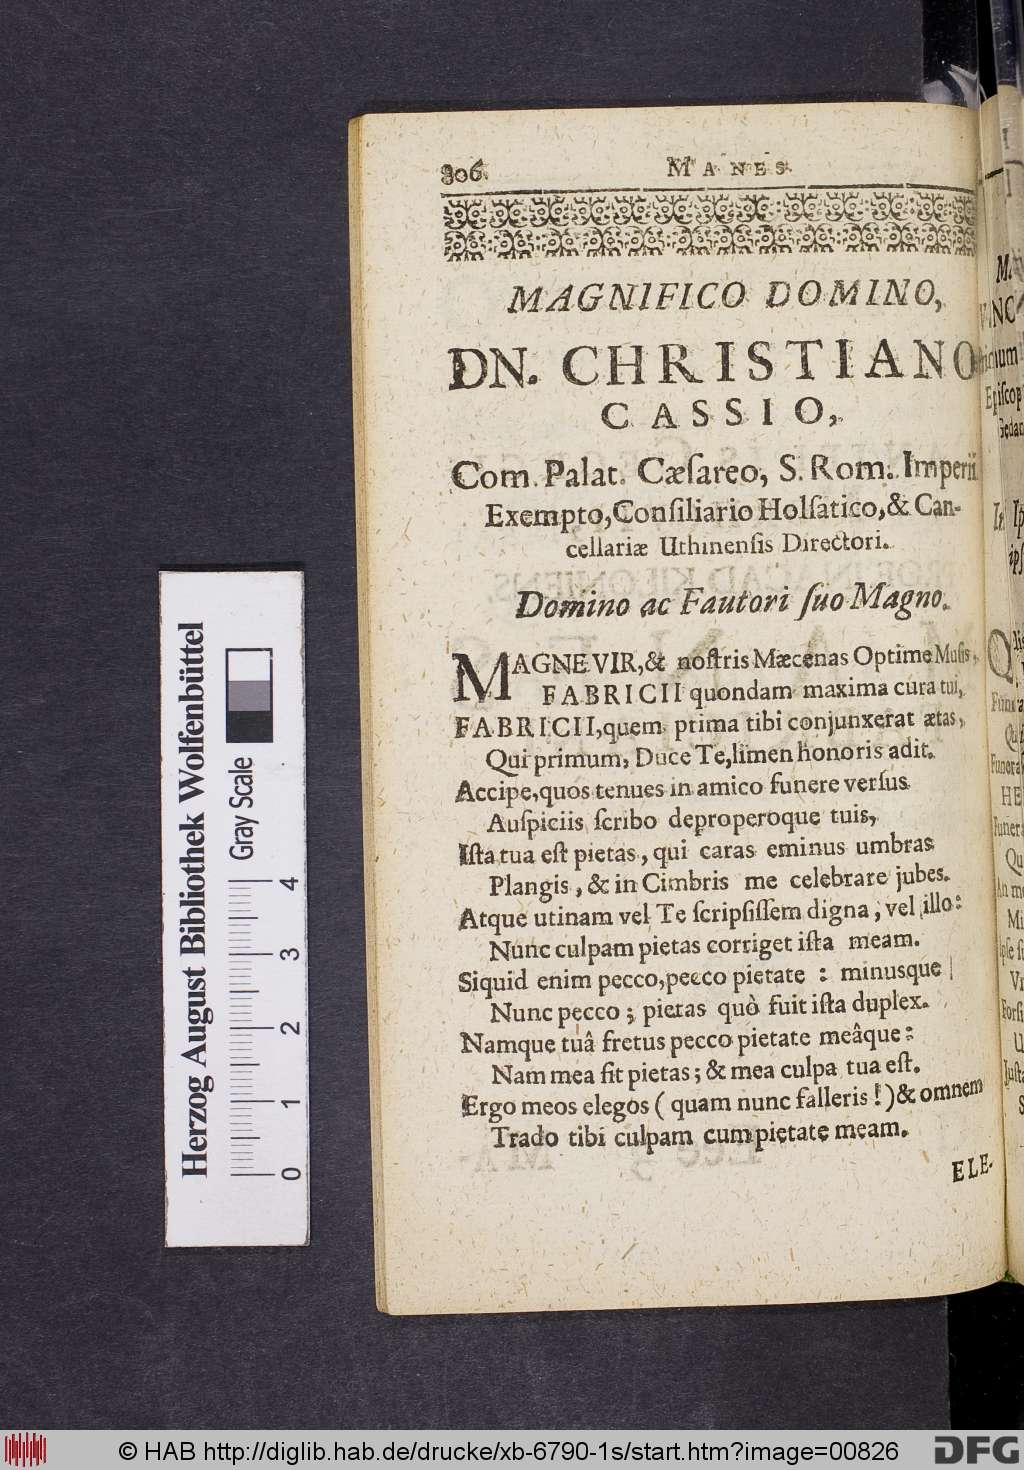 806 MANES
MAGNIFICO DOMINO,
DN. CHRISTIANO
CASSIO,
Com. Palat. Cæſareo, S. Rom. Imperii
Exempto, Conſiliario Holſatico, & Can-
cellariæ Uthinenſis Directori.
Domino ac Fautori ſuo Magno.
MAGNE VIR, & noſtris Mæcenas Optime Muſis,
FABRICII quondam maxima cura tui,
FABRICII, quem prima tibi conjunxerat ætas,
Qui primum, Duce Te, limen honoris adit.
Accipe, quos tenues in amico funere verſus
Auſpiciis ſcribo deproperoque tuis,
Iſta tua eſt pietas, qui caras eminus umbras
Plangis, & in Cimbris me celebrare jubes.
Atque utinam vel Te ſcripſiſſem digna, vel illo:
Nunc culpam pietas corriget iſta meam.
Siquid enim pecco, pecco pietate : minusque
Nunc pecco ; pietas quò fuit iſta duplex.
Namque tuâ fretus pecco pietate meâque:
Nam mea ſit pietas ; & mea culpa tua eſt.
Ergo meos elegos ( quam nunc falleris ! ) & omnem
Trado tibi culpam cum pietate meam.
ELE-
Herzog August Bibliothek Wolfenbüttel
Gray Scale
0 1 2 3 4
© HAB http://diglib.hab.de/drucke/xb-6790-1s/start.htm?image=00826
DFG